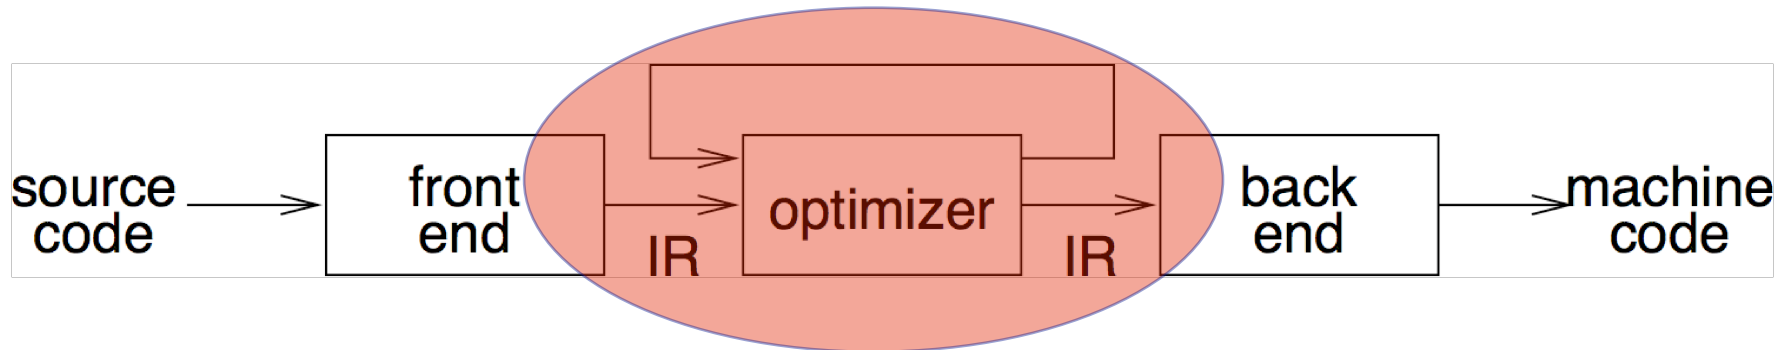 source
code
front
end
IR
optimizer
IR
back
end
machine
code